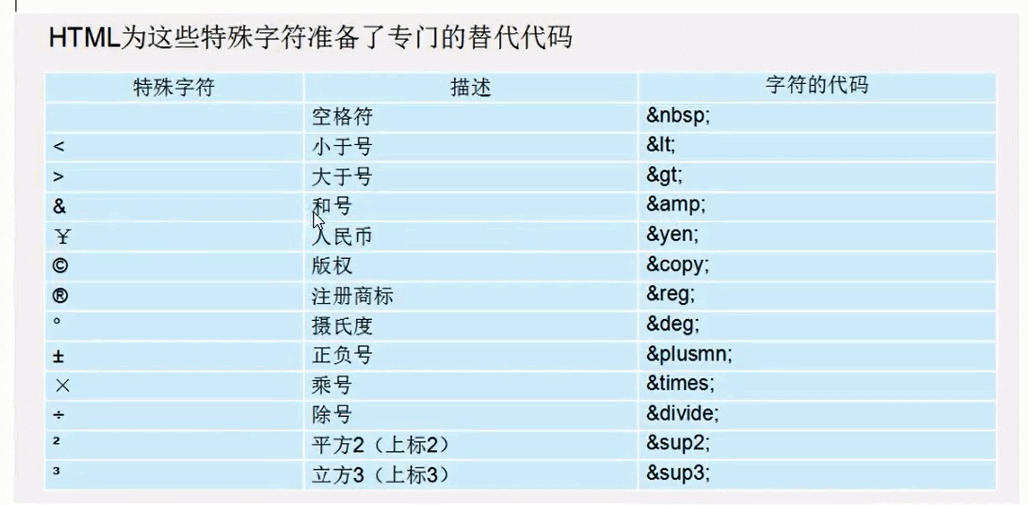 HTML为这些特殊字符准备了专门的替代代码
特殊字符 描述 字符的代码
空格符 &nbsp;
< 小于号 &lt;
> 大于号 &gt;
& 和号 &amp;
¥ 人民币 &yen;
© 版权 &copy;
® 注册商标 &reg;
° 摄氏度 &deg;
± 正负号 &plusmn;
× 乘号 &times;
÷ 除号 &divide;
² 平方2（上标2） &sup2;
³ 立方3（上标3） &sup3;